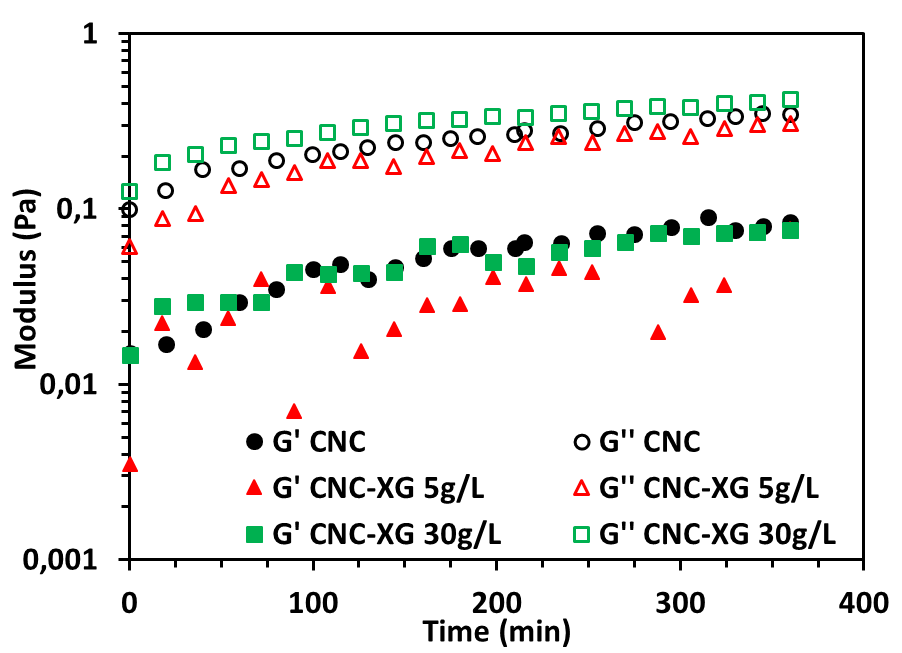 1
0,1
0,01
0,001
Modulus (Pa)
G' CNC G'' CNC
G' CNC-XG 5g/L G'' CNC-XG 5g/L
G' CNC-XG 30g/L G'' CNC-XG 30g/L
0 100 200 300 400
Time (min)